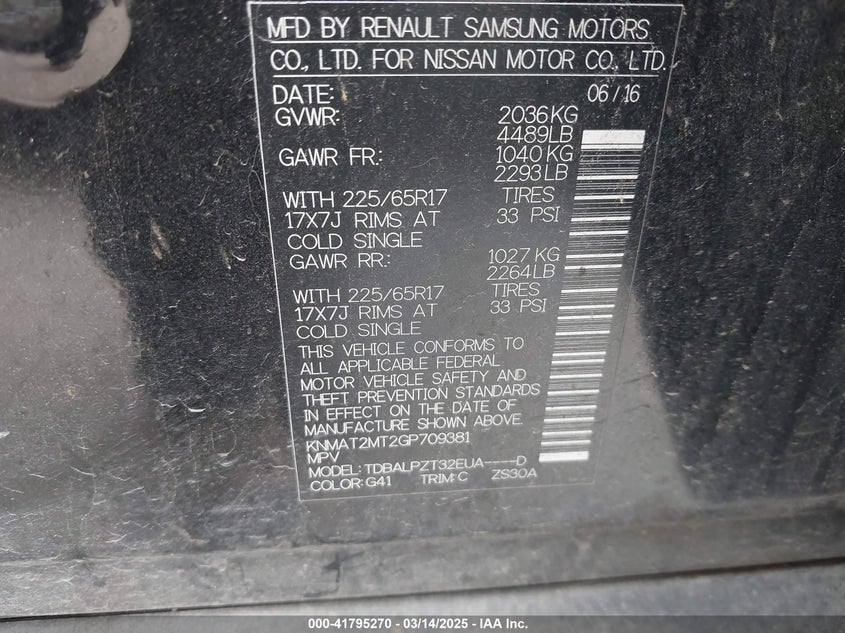 MFD BY RENAULT SAMSUNG MOTORS
CO., LTD. FOR NISSAN MOTOR CO., LTD.
DATE: 06/16
GVWR: 2036KG
4489LB
GAWR FR.: 1040KG
2293LB
WITH 225/65R17 TIRES
17X7J RIMS AT 33 PSI
COLD SINGLE
GAWR RR.: 1027 KG
2264LB
WITH 225/65R17 TIRES
17X7J RIMS AT 33 PSI
COLD SINGLE
THIS VEHICLE CONFORMS TO
ALL APPLICABLE FEDERAL
MOTOR VEHICLE SAFETY AND
THEFT PREVENTION STANDARDS
IN EFFECT ON THE DATE OF
MANUFACTURE SHOWN ABOVE.
KNMAT2MT2GP709381
MPV
MODEL: TDBALPZT32EUA----D
COLOR: G41 TRIM: C ZS30A
000-41795270 - 03/14/2025 - IAA Inc.